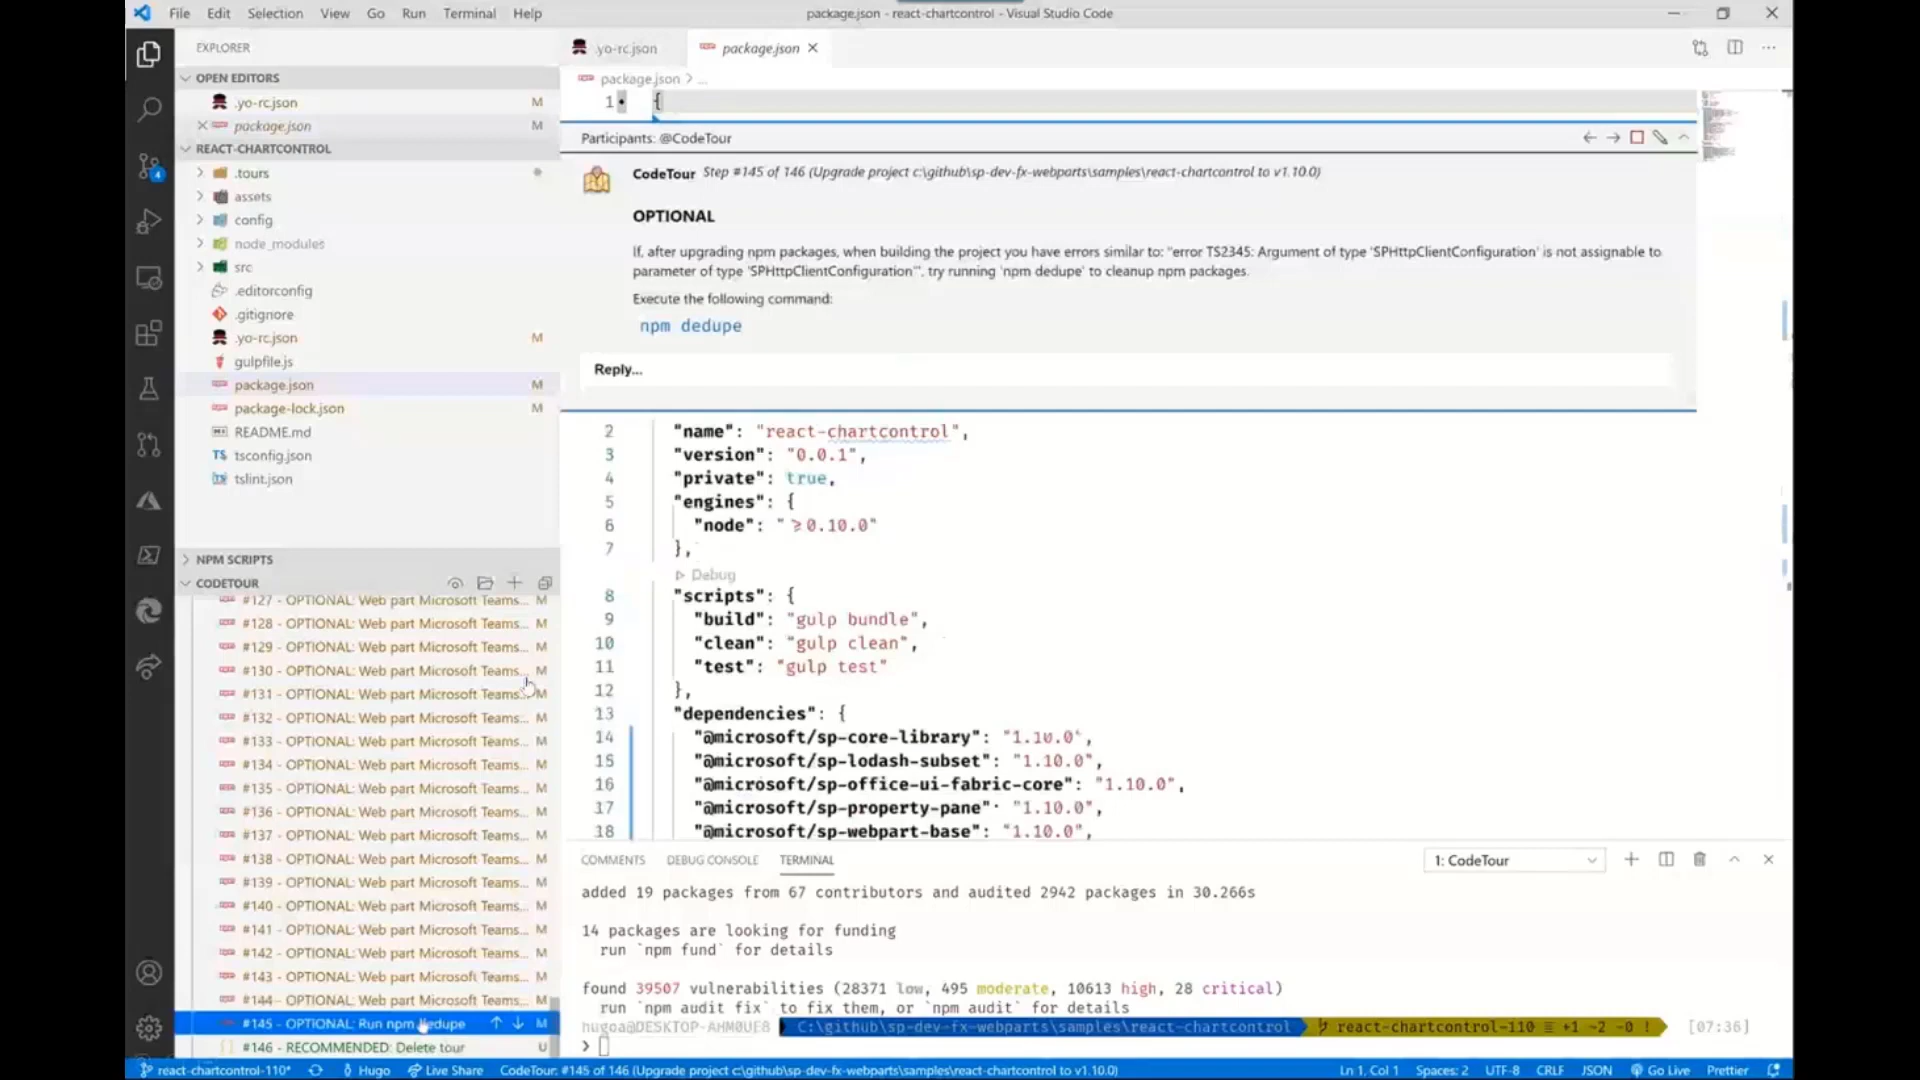 File Edit Selection View Go Run Terminal Help
package.json - react-chartcontrol - Visual Studio Code
EXPLORER
OPEN EDITORS
.yo-rc.json M
package.json M
REACT-CHARTCONTROL
.tours
assets
config
node_modules
src
.editorconfig
.gitignore
.yo-rc.json M
gulpfile.js
package.json M
package-lock.json M
README.md
tsconfig.json
tslint.json
NPM SCRIPTS
CODETOUR
#127 - OPTIONAL: Web part Microsoft Teams... M
#128 - OPTIONAL: Web part Microsoft Teams... M
#129 - OPTIONAL: Web part Microsoft Teams... M
#130 - OPTIONAL: Web part Microsoft Teams... M
#131 - OPTIONAL: Web part Microsoft Teams... M
#132 - OPTIONAL: Web part Microsoft Teams... M
#133 - OPTIONAL: Web part Microsoft Teams... M
#134 - OPTIONAL: Web part Microsoft Teams... M
#135 - OPTIONAL: Web part Microsoft Teams... M
#136 - OPTIONAL: Web part Microsoft Teams... M
#137 - OPTIONAL: Web part Microsoft Teams... M
#138 - OPTIONAL: Web part Microsoft Teams... M
#139 - OPTIONAL: Web part Microsoft Teams... M
#140 - OPTIONAL: Web part Microsoft Teams... M
#141 - OPTIONAL: Web part Microsoft Teams... M
#142 - OPTIONAL: Web part Microsoft Teams... M
#143 - OPTIONAL: Web part Microsoft Teams... M
#144 - OPTIONAL: Web part Microsoft Teams... M
#145 - OPTIONAL: Run npm dedupe M
#146 - RECOMMENDED: Delete tour U
.yo-rc.json package.json
package.json > ...
1 {
Participants: @CodeTour
CodeTour Step #145 of 146 (Upgrade project c:\github\sp-dev-fx-webparts\samples\react-chartcontrol to v1.10.0)
OPTIONAL
If, after upgrading npm packages, when building the project you have errors similar to: "error TS2345: Argument of type 'SPHttpClientConfiguration' is not assignable to
parameter of type 'SPHttpClientConfiguration'", try running 'npm dedupe' to cleanup npm packages.
Execute the following command:
npm dedupe
Reply...
2 "name": "react-chartcontrol",
3 "version": "0.0.1",
4 "private": true,
5 "engines": {
6 "node": "≥0.10.0"
7 },
Debug
8 "scripts": {
9 "build": "gulp bundle",
10 "clean": "gulp clean",
11 "test": "gulp test"
12 },
13 "dependencies": {
14 "@microsoft/sp-core-library": "1.10.0",
15 "@microsoft/sp-lodash-subset": "1.10.0",
16 "@microsoft/sp-office-ui-fabric-core": "1.10.0",
17 "@microsoft/sp-property-pane": "1.10.0",
18 "@microsoft/sp-webpart-base": "1.10.0",
COMMENTS DEBUG CONSOLE TERMINAL 1: CodeTour
added 19 packages from 67 contributors and audited 2942 packages in 30.266s
14 packages are looking for funding
run `npm fund` for details
found 39507 vulnerabilities (28371 low, 495 moderate, 10613 high, 28 critical)
run `npm audit fix` to fix them, or `npm audit` for details
hugoa@DESKTOP-AHM0UE8 C:\github\sp-dev-fx-webparts\samples\react-chartcontrol react-chartcontrol-110 ≡ +1 ~2 -0 ! [07:36]
>
react-chartcontrol-110* Hugo Live Share CodeTour: #145 of 146 (Upgrade project c:\github\sp-dev-fx-webparts\samples\react-chartcontrol to v1.10.0) Ln 1, Col 1 Spaces: 2 UTF-8 CRLF JSON Go Live Prettier